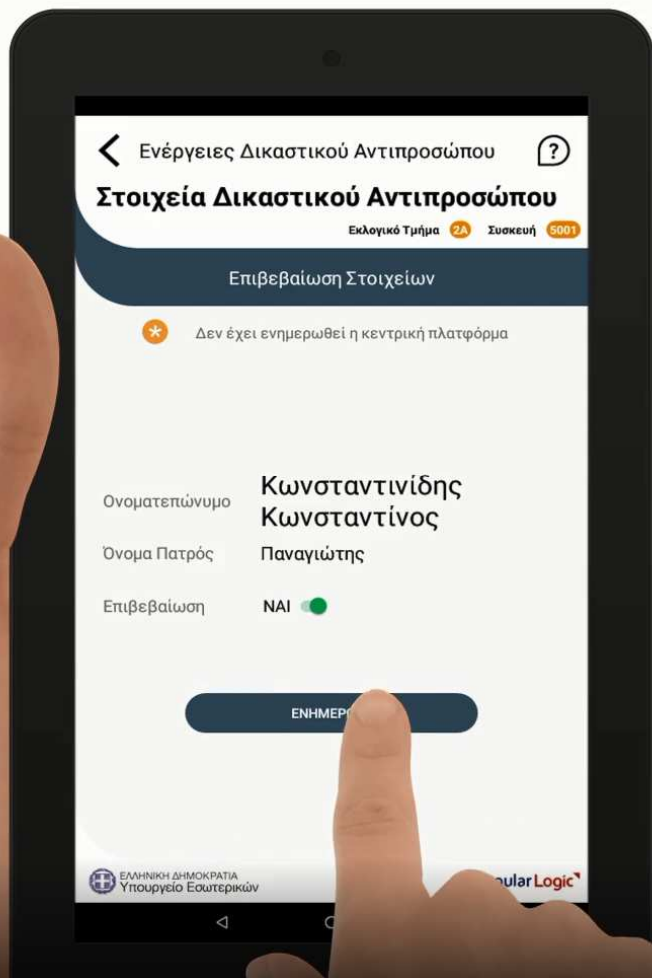 Ενέργειες Δικαστικού Αντιπροσώπου ?
Στοιχεία Δικαστικού Αντιπροσώπου
Εκλογικό Τμήμα 2Α Συσκευή 5001
Επιβεβαίωση Στοιχείων
* Δεν έχει ενημερωθεί η κεντρική πλατφόρμα
Ονοματεπώνυμο Κωνσταντινίδης
Κωνσταντίνος
Όνομα Πατρός Παναγιώτης
Επιβεβαίωση ΝΑΙ
ΕΛΛΗΝΙΚΗ ΔΗΜΟΚΡΑΤΙΑ
Υπουργείο Εσωτερικών
Logic